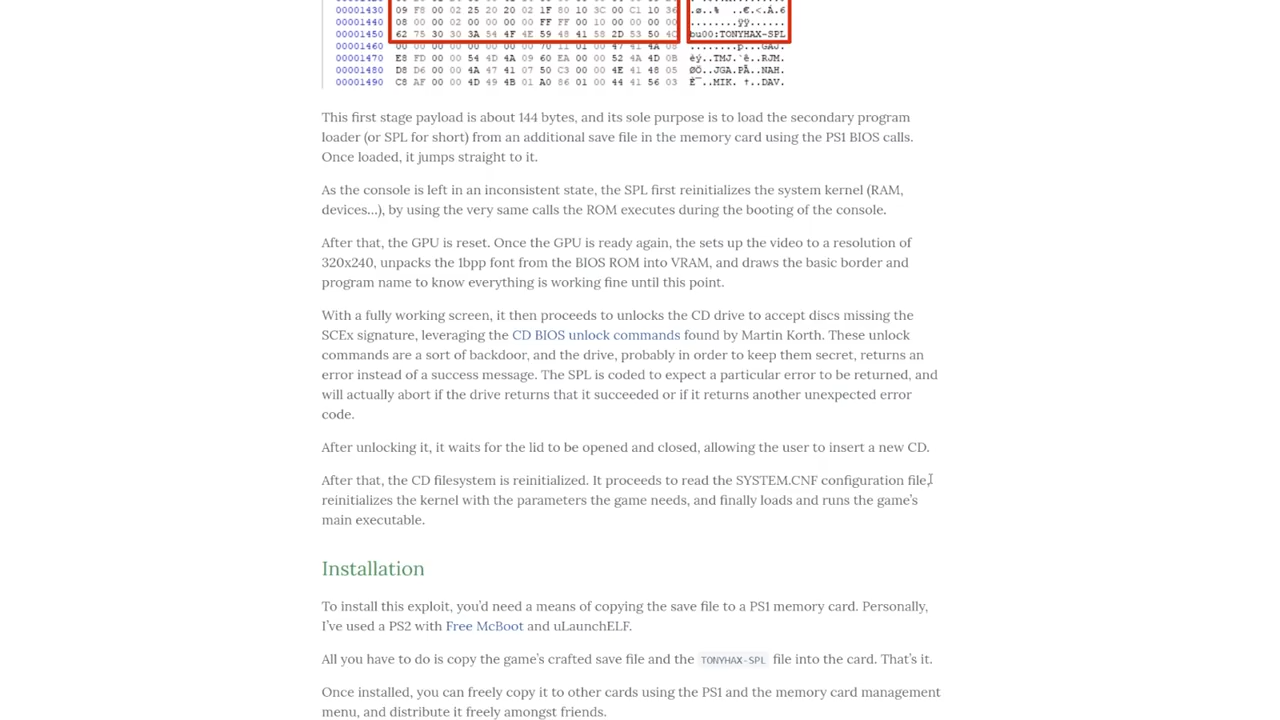 00001430 09 F8 00 02 25 20 20 02 1F 80 10 3C 00 C1 10 36
00001440 08 00 00 02 00 00 00 00 FF FF 00 10 00 00 00 00 ........ÿÿ......
00001450 62 75 30 30 3A 54 4F 4E 59 48 41 58 2D 53 50 4C bu00:TONYHAX-SPL
00001460 00 00 00 00 00 00 00 00 70 11 01 00 47 41 4A 05 ........p...GAJ.
00001470 E8 FD 00 00 54 4D 4A 09 60 EA 00 00 52 4A 4D 0B èý..TMJ.`ê..RJM.
00001480 D8 D6 00 00 4A 47 41 07 50 C3 00 00 4E 41 48 05 ØÖ..JGA.PÃ..NAH.
00001490 C8 AF 00 00 4D 49 4B 01 A0 86 01 00 44 41 56 03 È¯..MIK. †..DAV.
This first stage payload is about 144 bytes, and its sole purpose is to load the secondary program
loader (or SPL for short) from an additional save file in the memory card using the PS1 BIOS calls.
Once loaded, it jumps straight to it.
As the console is left in an inconsistent state, the SPL first reinitializes the system kernel (RAM,
devices...), by using the very same calls the ROM executes during the booting of the console.
After that, the GPU is reset. Once the GPU is ready again, the sets up the video to a resolution of
320x240, unpacks the 1bpp font from the BIOS ROM into VRAM, and draws the basic border and
program name to know everything is working fine until this point.
With a fully working screen, it then proceeds to unlocks the CD drive to accept discs missing the
SCEx signature, leveraging the CD BIOS unlock commands found by Martin Korth. These unlock
commands are a sort of backdoor, and the drive, probably in order to keep them secret, returns an
error instead of a success message. The SPL is coded to expect a particular error to be returned, and
will actually abort if the drive returns that it succeeded or if it returns another unexpected error
code.
After unlocking it, it waits for the lid to be opened and closed, allowing the user to insert a new CD.
After that, the CD filesystem is reinitialized. It proceeds to read the SYSTEM.CNF configuration file,
reinitializes the kernel with the parameters the game needs, and finally loads and runs the game's
main executable.
Installation
To install this exploit, you'd need a means of copying the save file to a PS1 memory card. Personally,
I've used a PS2 with Free McBoot and uLaunchELF.
All you have to do is copy the game's crafted save file and the TONYHAX-SPL file into the card. That's it.
Once installed, you can freely copy it to other cards using the PS1 and the memory card management
menu, and distribute it freely amongst friends.